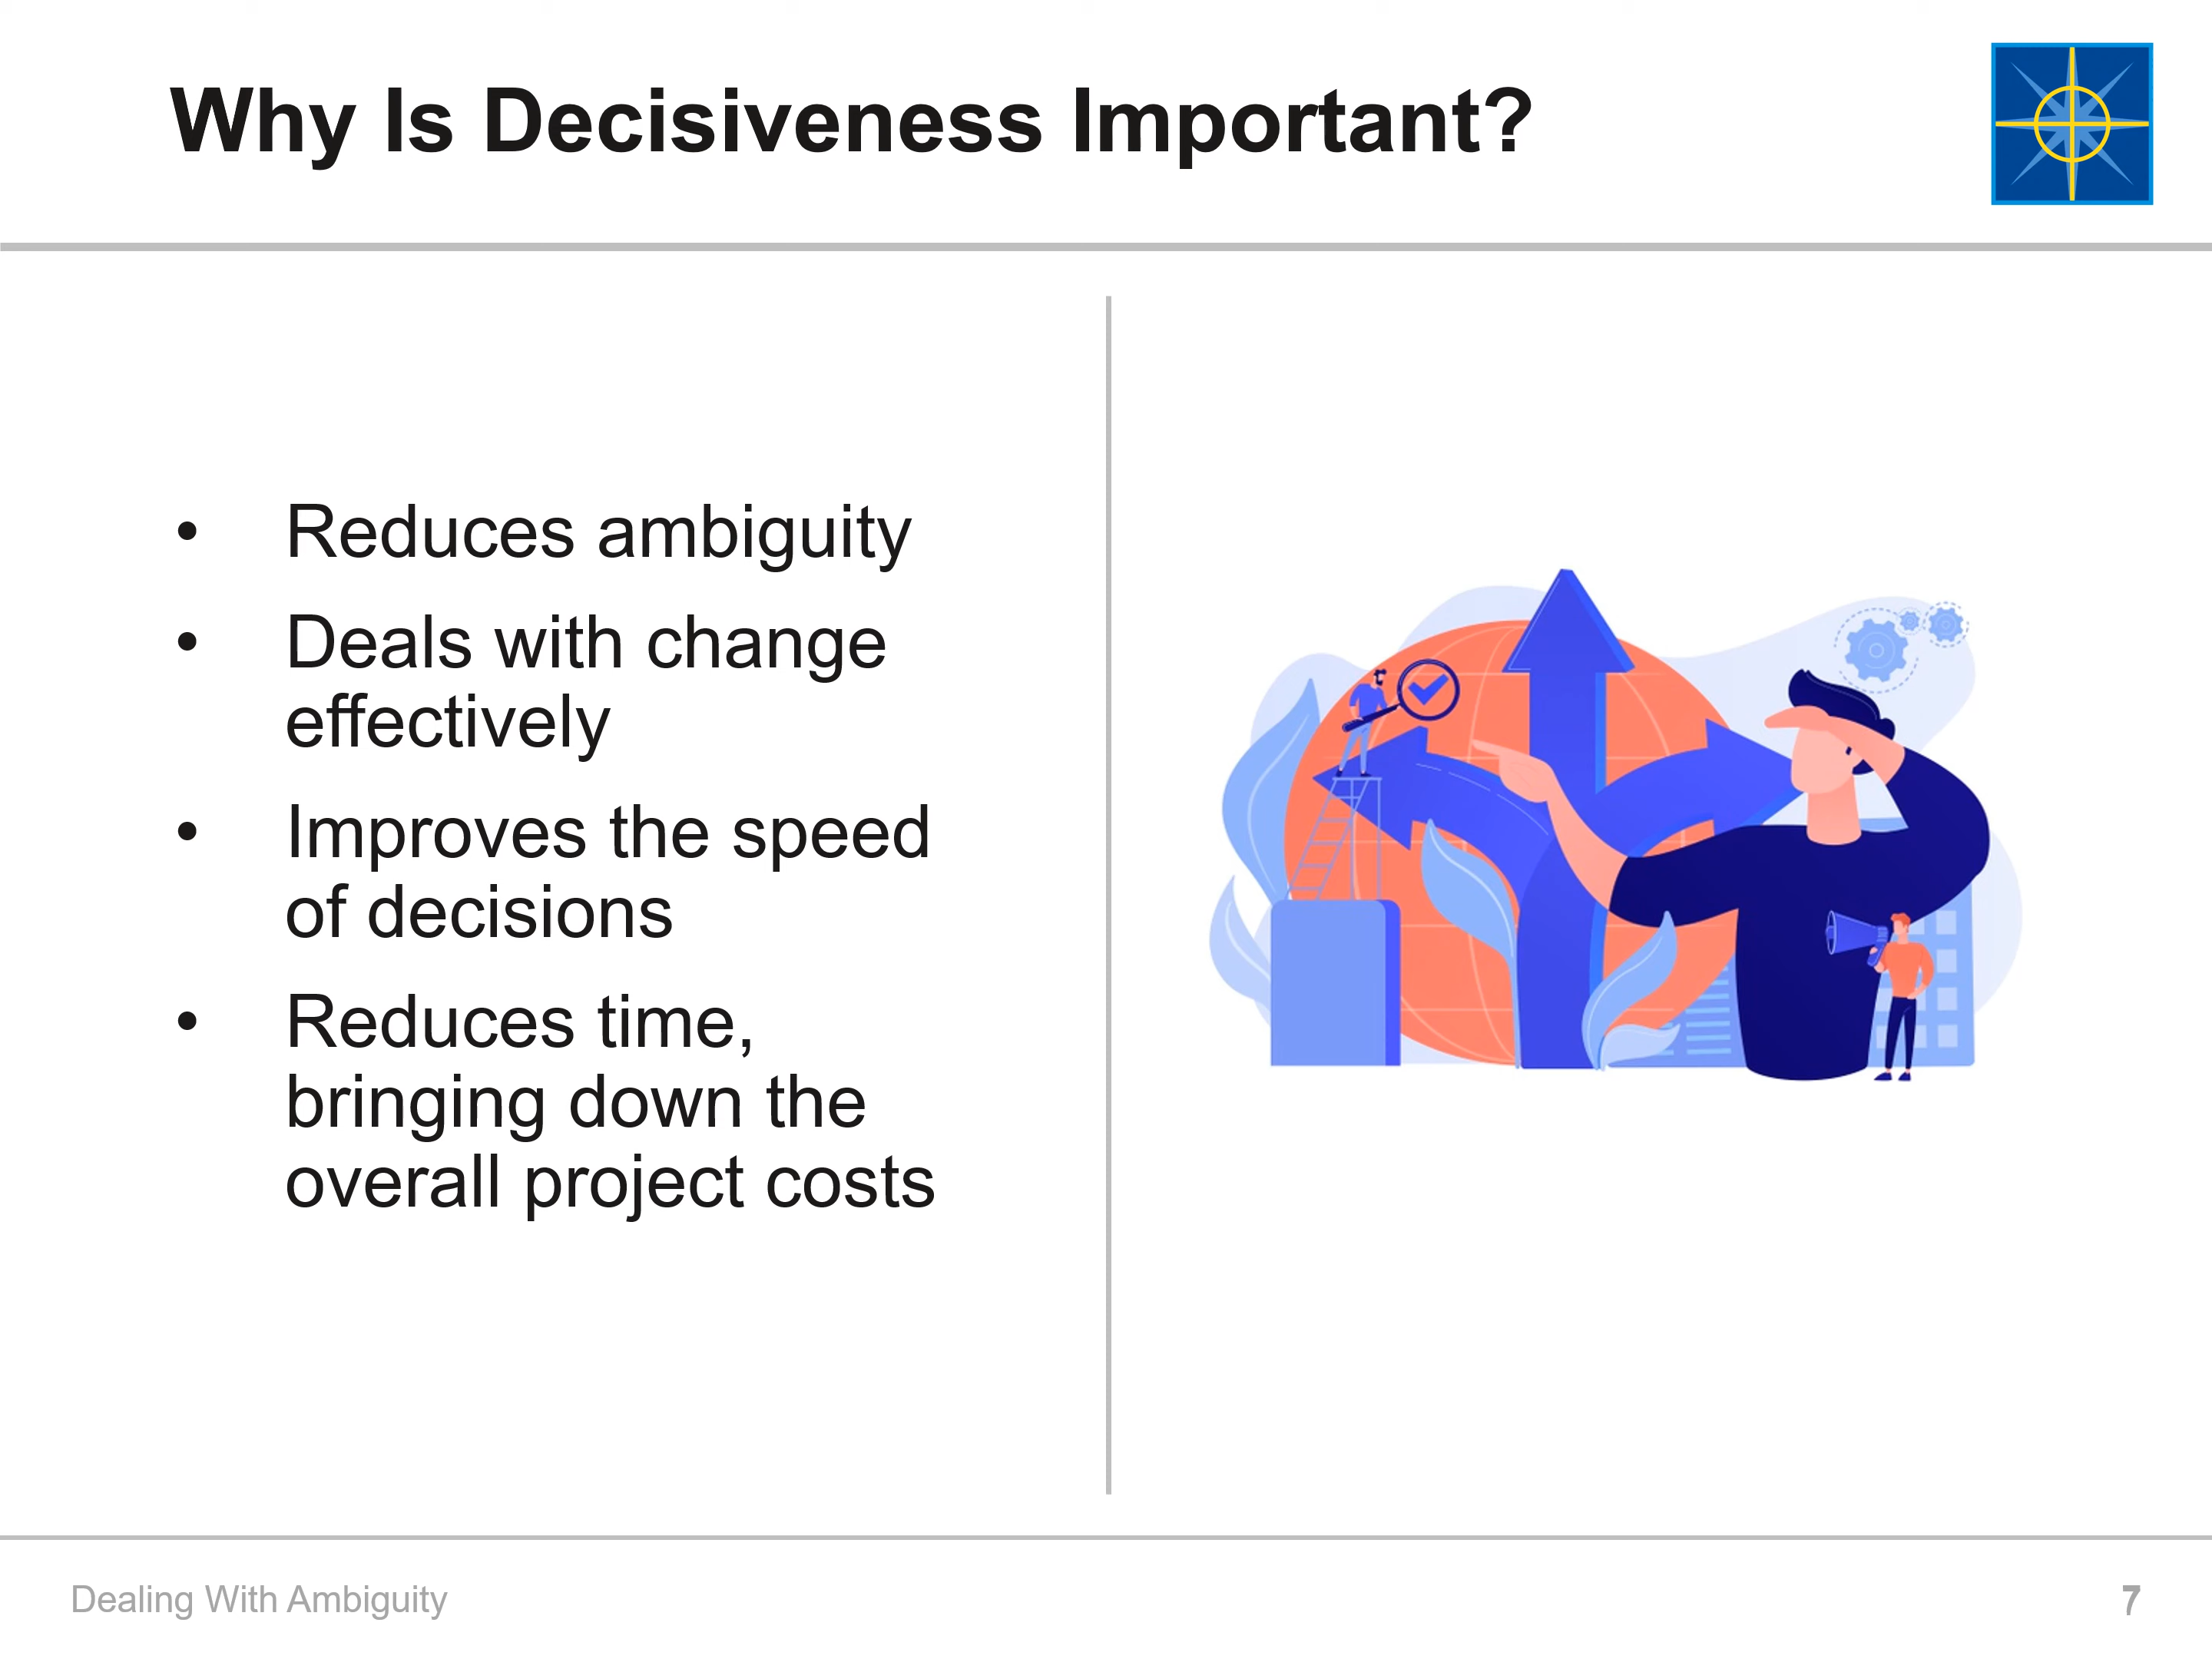 Why Is Decisiveness Important?
• Reduces ambiguity
• Deals with change
effectively
• Improves the speed
of decisions
• Reduces time,
bringing down the
overall project costs
Dealing With Ambiguity
7